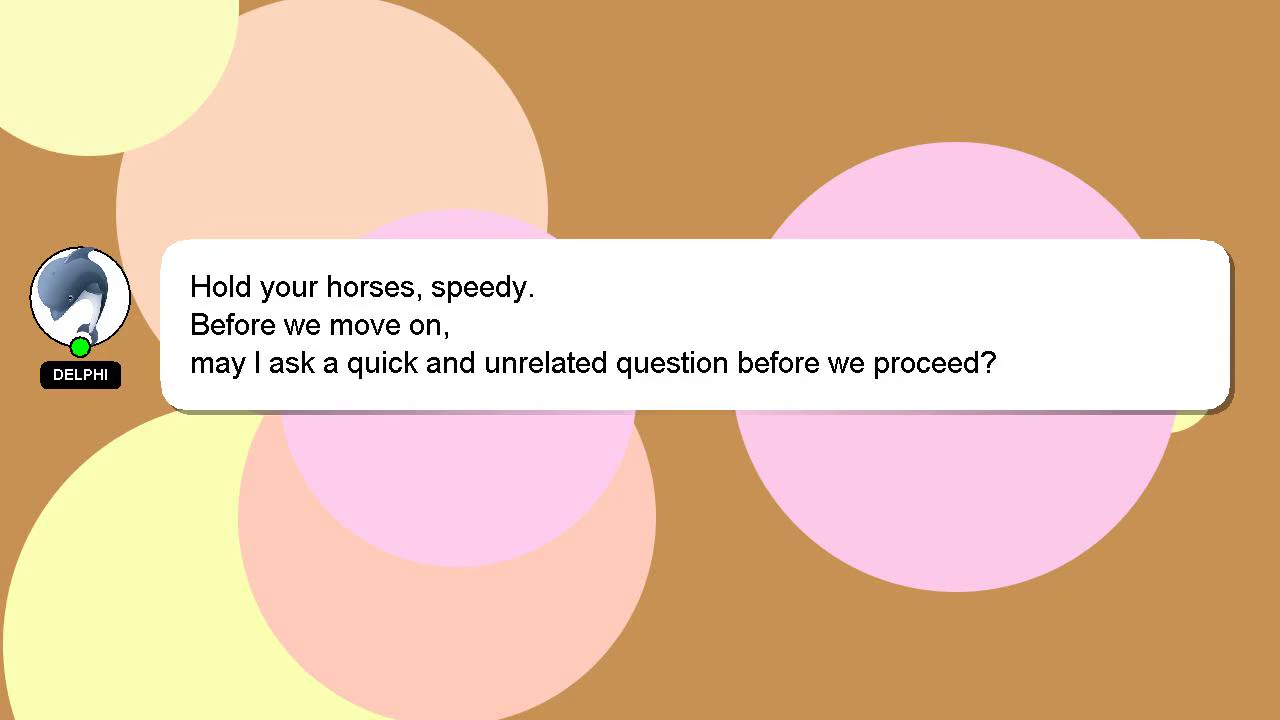 Hold your horses, speedy.
Before we move on,
may I ask a quick and unrelated question before we proceed?
DELPHI